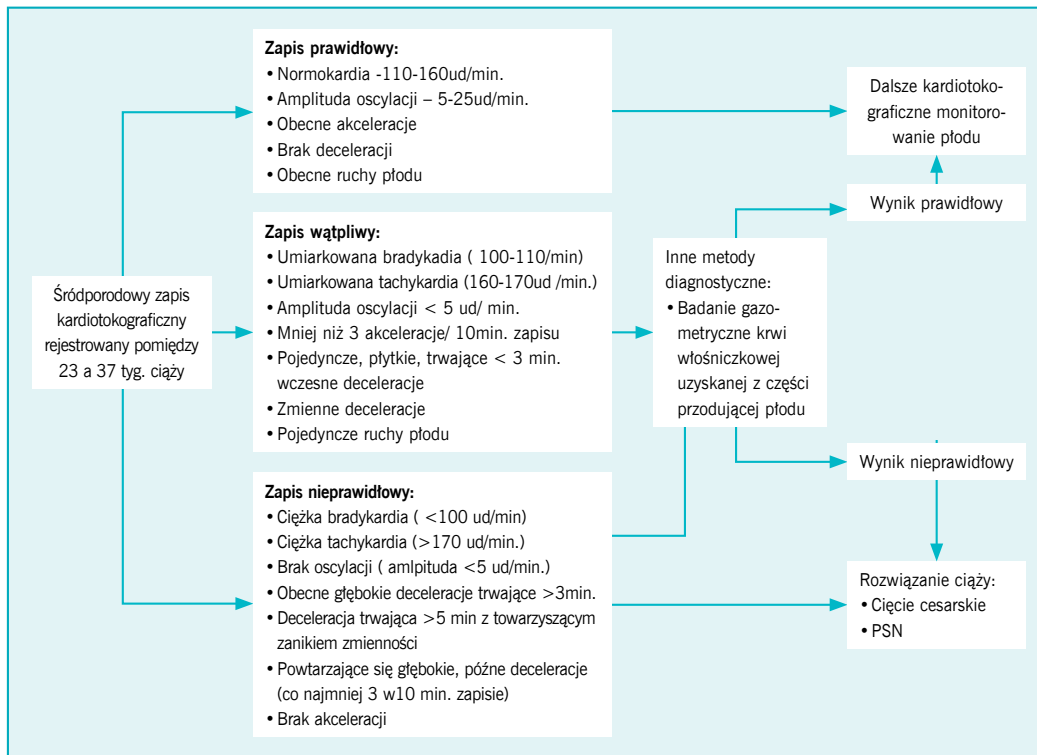 Śródporodowy zapis
kardiotokograficzny
rejestrowany pomiędzy
23 a 37 tyg. ciąży
Zapis prawidłowy:
• Normokardia -110-160ud/min.
• Amplituda oscylacji – 5-25ud/min.
• Obecne akceleracje
• Brak deceleracji
• Obecne ruchy płodu
Zapis wątpliwy:
• Umiarkowana bradykadia ( 100-110/min)
• Umiarkowana tachykardia (160-170ud /min.)
• Amplituda oscylacji < 5 ud/ min.
• Mniej niż 3 akceleracje/ 10min. zapisu
• Pojedyncze, płytkie, trwające < 3 min.
wczesne deceleracje
• Zmienne deceleracje
• Pojedyncze ruchy płodu
Zapis nieprawidłowy:
• Ciężka bradykardia ( <100 ud/min)
• Ciężka tachykardia (>170 ud/min.)
• Brak oscylacji ( amlpituda <5 ud/min.)
• Obecne głębokie deceleracje trwające >3min.
• Deceleracja trwająca >5 min z towarzyszącym
zanikiem zmienności
• Powtarzające się głębokie, późne deceleracje
(co najmniej 3 w10 min. zapisie)
• Brak akceleracji
Inne metody
diagnostyczne:
• Badanie gazo-
metryczne krwi
włośniczkowej
uzyskanej z części
przodującej płodu
Dalsze kardiotoko-
graficzne monitoro-
wanie płodu
Wynik prawidłowy
Wynik nieprawidłowy
Rozwiązanie ciąży:
• Cięcie cesarskie
• PSN